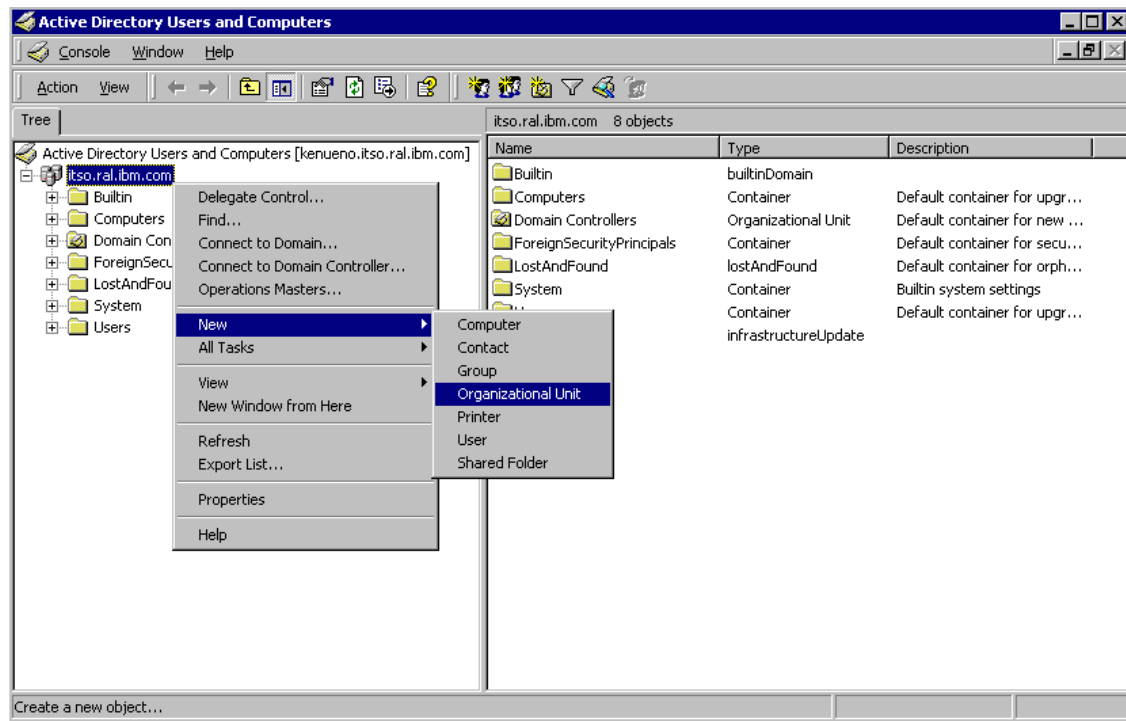 Active Directory Users and Computers
Console Window Help
Action View
Tree
itso.ral.ibm.com 8 objects
Active Directory Users and Computers [kenueno.itso.ral.ibm.com]
itso.ral.ibm.com
Builtin
Computers
Domain Con
ForeignSecu
LostAndFou
System
Users
Delegate Control...
Find...
Connect to Domain...
Connect to Domain Controller...
Operations Masters...
New
All Tasks
View
New Window from Here
Refresh
Export List...
Properties
Help
Computer
Contact
Group
Organizational Unit
Printer
User
Shared Folder
Name Type Description
Builtin builtinDomain
Computers Container Default container for upgr...
Domain Controllers Organizational Unit Default container for new ...
ForeignSecurityPrincipals Container Default container for secu...
LostAndFound lostAndFound Default container for orph...
System Container Builtin system settings
Container Default container for upgr...
infrastructureUpdate
Create a new object...